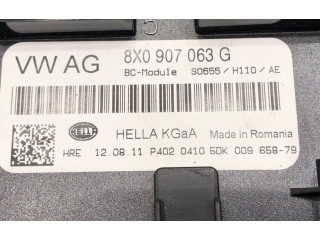 VW AG 8X0 907 063 G
BC-Module S0655/H110/AE
HELLA HELLA KGaA Made in Romania
HRE 12.08.11 P402 0410 5DK 009 658-79